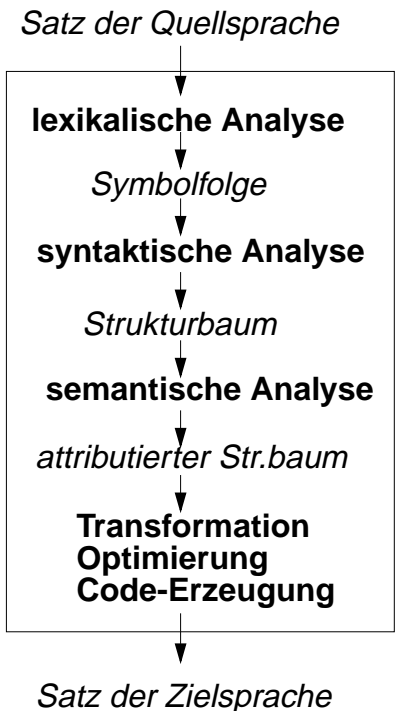 Satz der Quellsprache
lexikalische Analyse
Symbolfolge
syntaktische Analyse
Strukturbaum
semantische Analyse
attributierter Str.baum
Transformation
Optimierung
Code-Erzeugung
Satz der Zielsprache